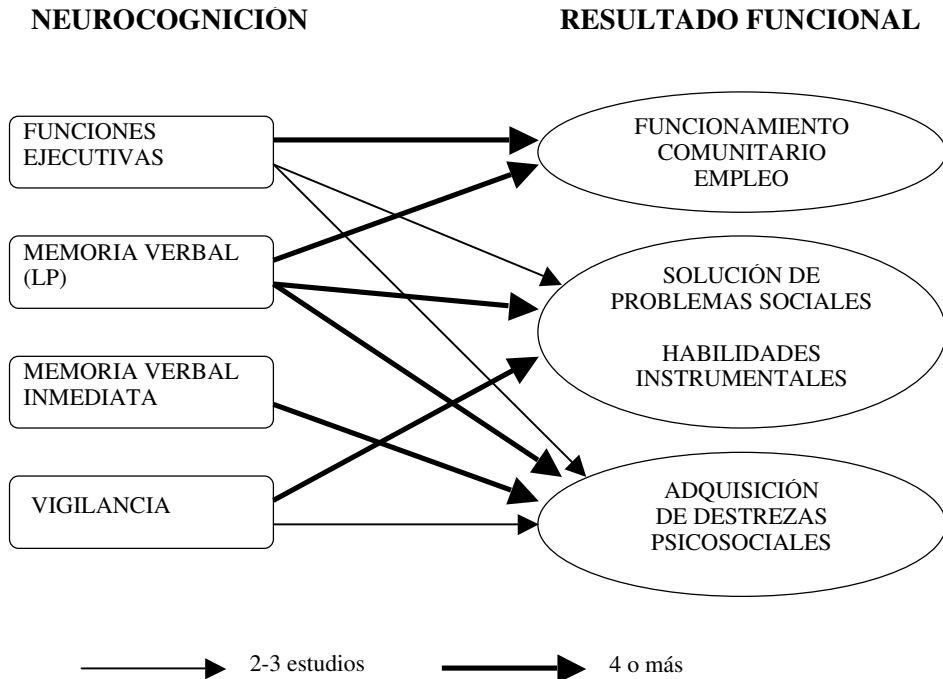 NEUROCOGNICIÓN
RESULTADO FUNCIONAL
FUNCIONES
EJECUTIVAS
MEMORIA VERBAL
(LP)
MEMORIA VERBAL
INMEDIATA
VIGILANCIA
FUNCIONAMIENTO
COMUNITARIO
EMPLEO
SOLUCIÓN DE
PROBLEMAS SOCIALES
HABILIDADES
INSTRUMENTALES
ADQUISICIÓN
DE DESTREZAS
PSICOSOCIALES
2-3 estudios
4 o más